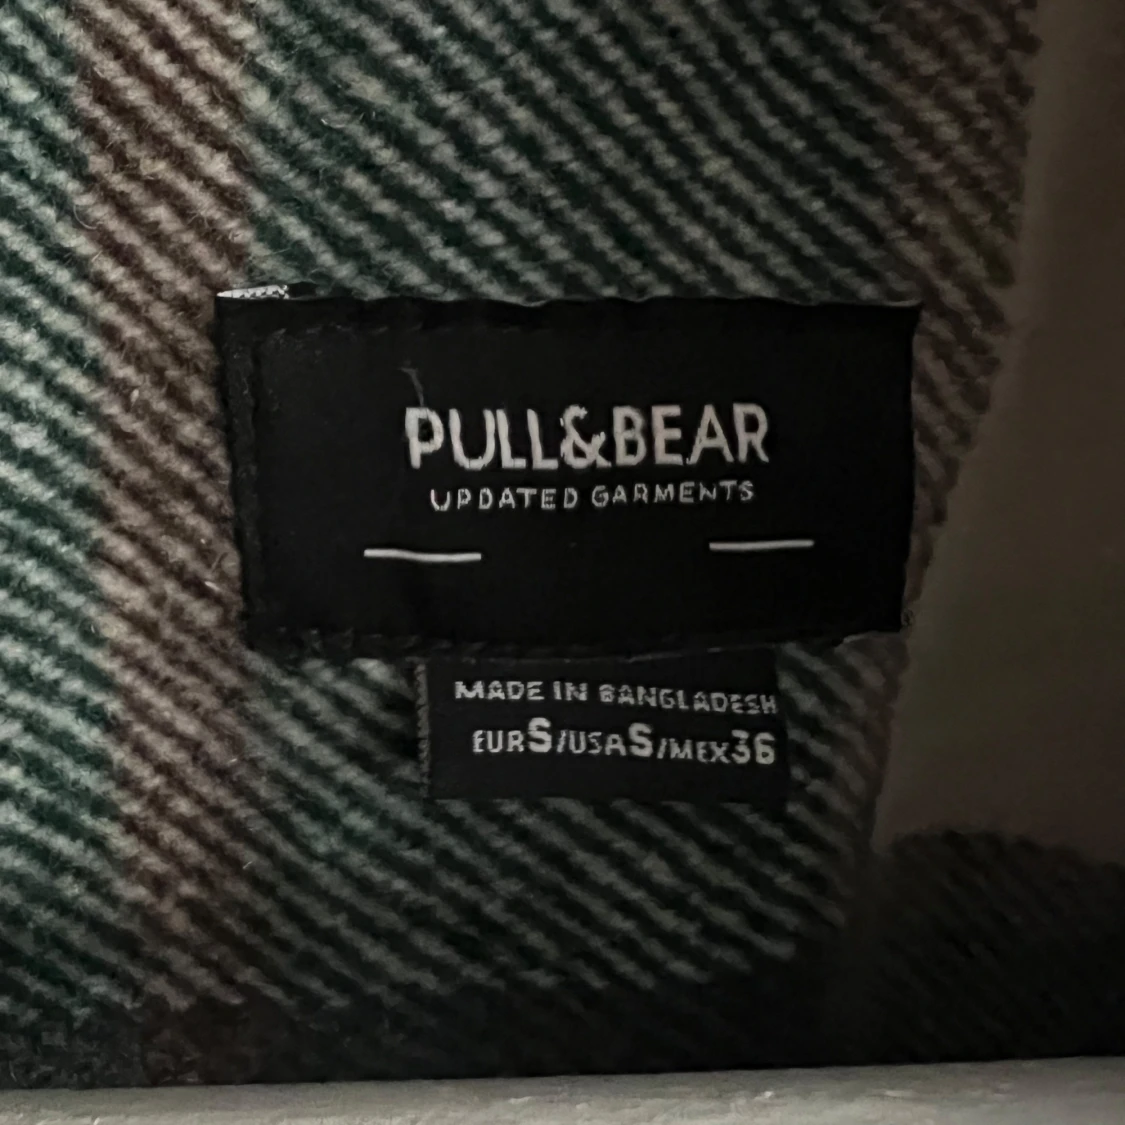 PULL&BEAR
UPDATED GARMENTS
MADE IN BANGLADESH
EURS/USAS/MEX36